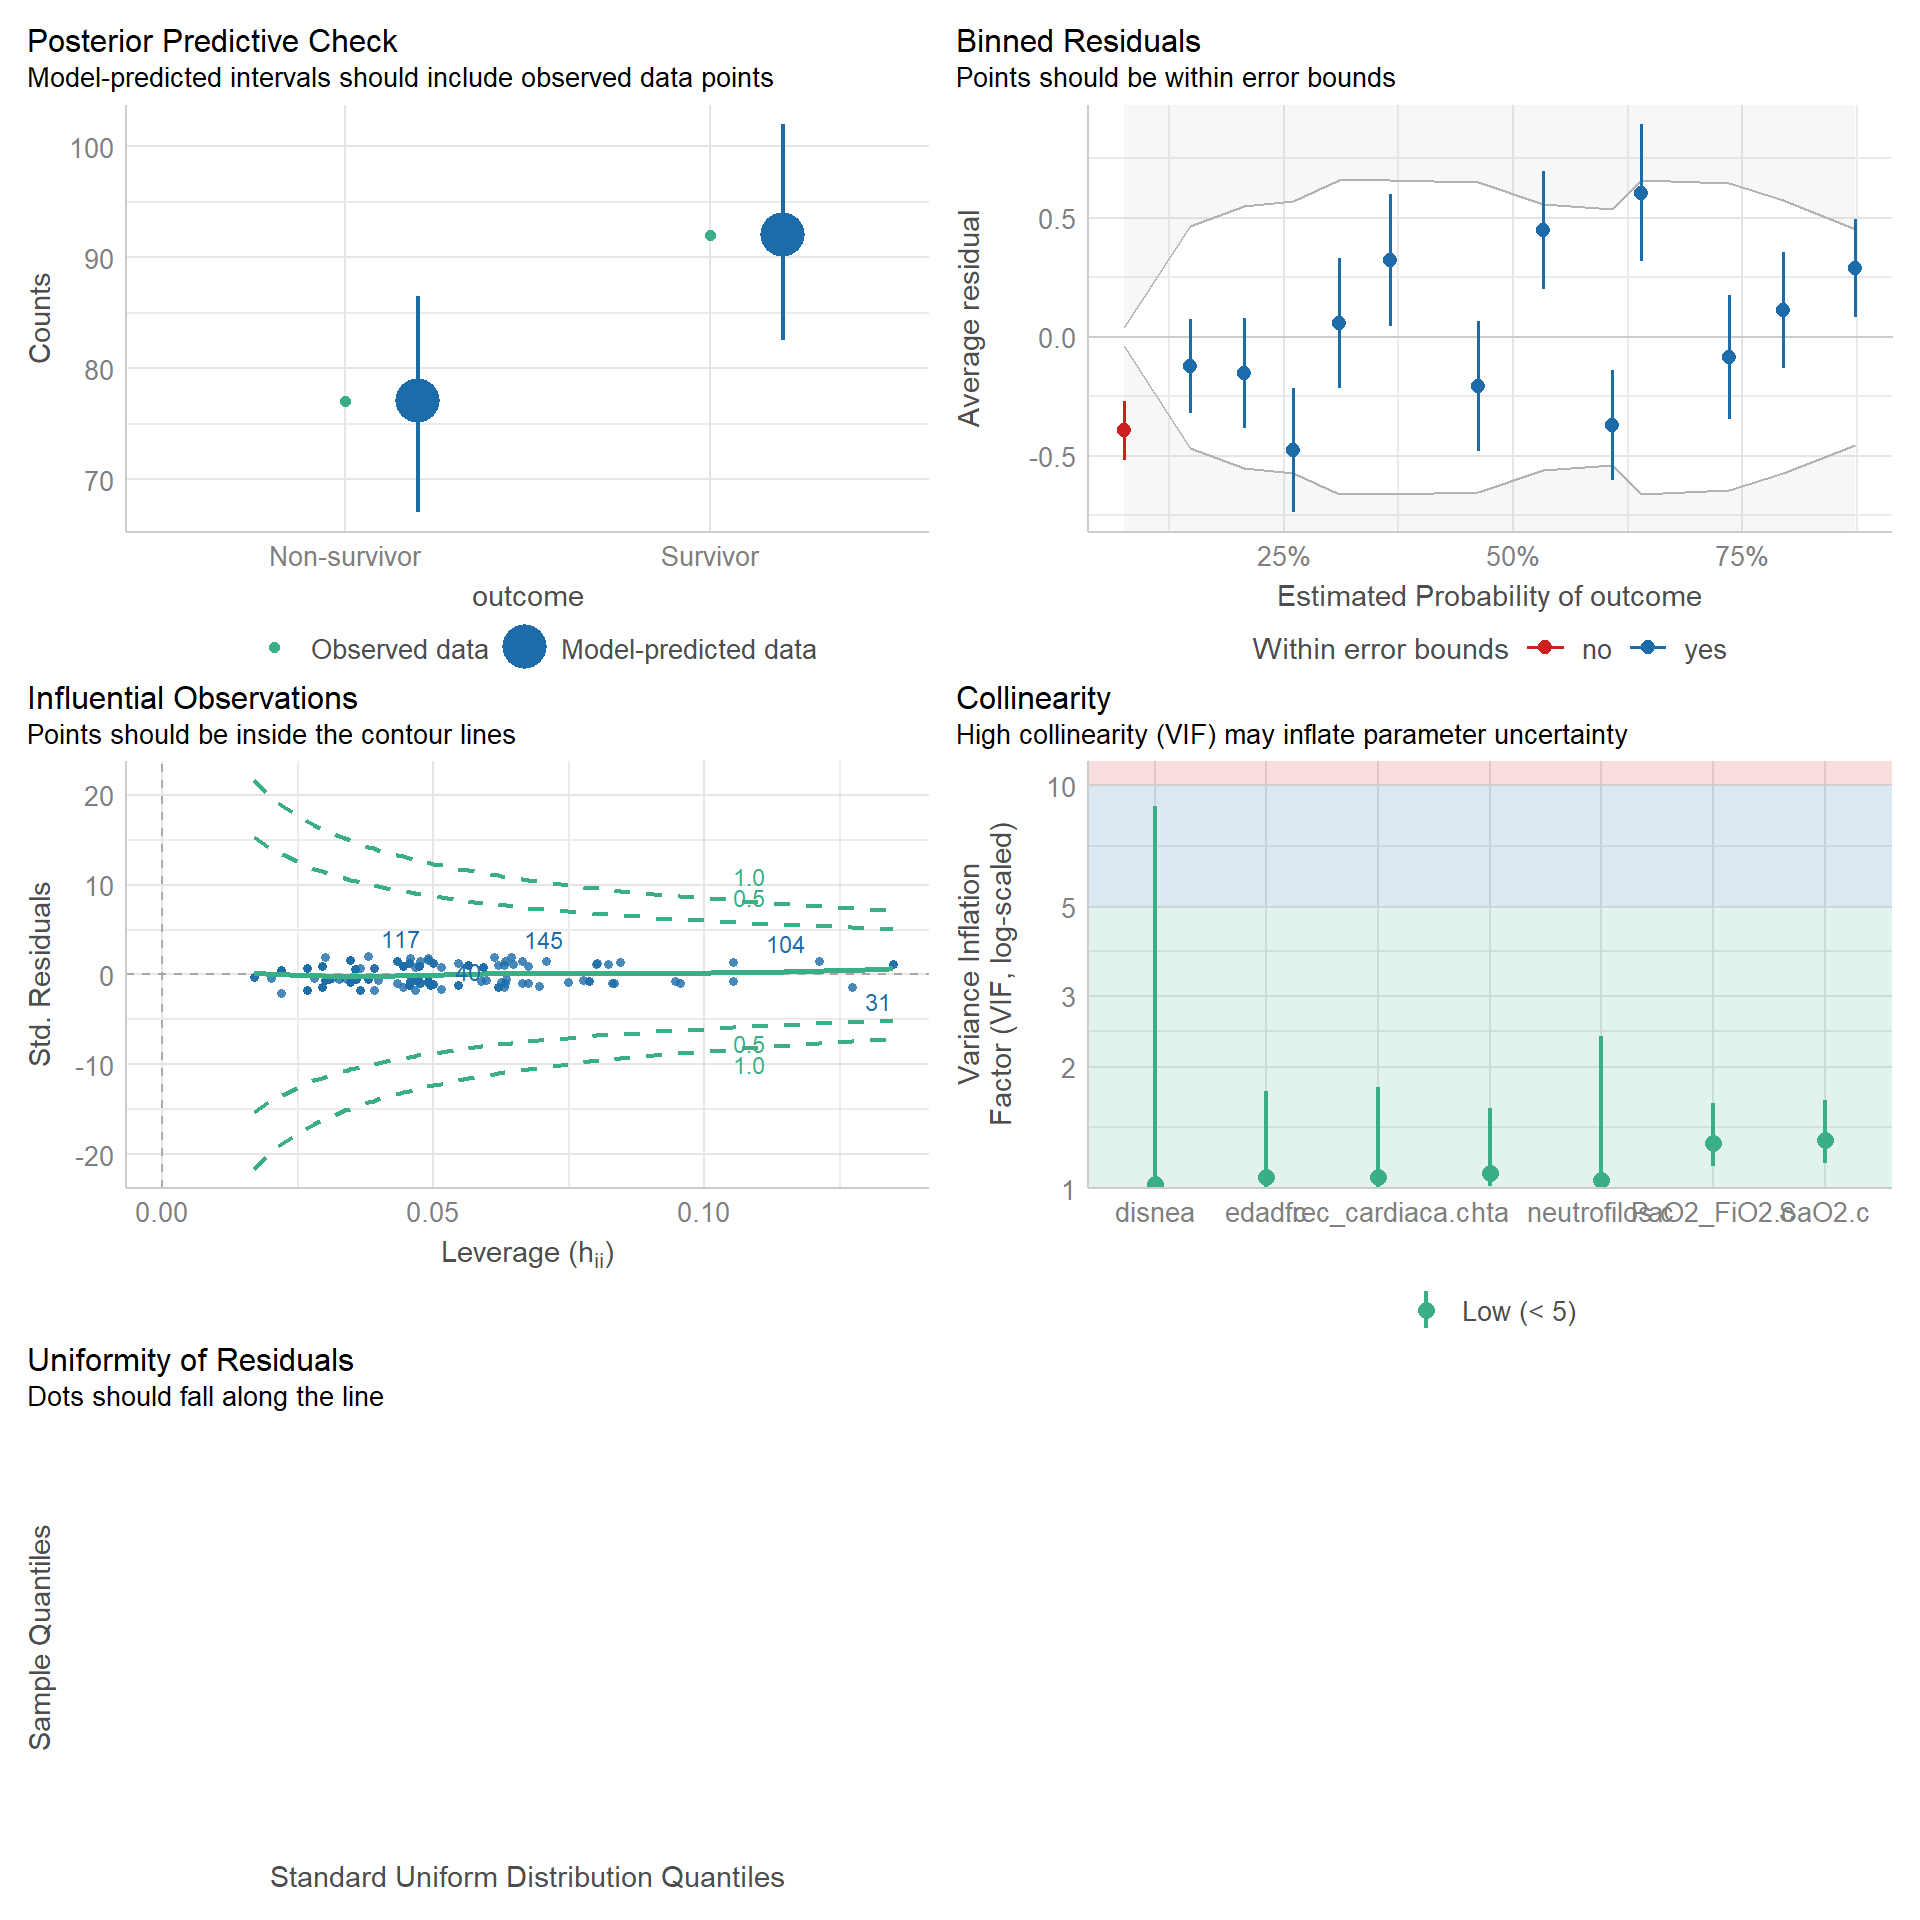 Posterior Predictive Check
Model-predicted intervals should include observed data points
100
90
80
70
Counts
Non-survivor
Survivor
outcome
Observed data
Model-predicted data
Binned Residuals
Points should be within error bounds
0.5
0.0
-0.5
Average residual
25%
50%
75%
Estimated Probability of outcome
Within error bounds
no
yes
Influential Observations
Points should be inside the contour lines
20
10
0
-10
-20
Std. Residuals
1.0
0.5
117
145
104
40
31
0.5
1.0
0.00
0.05
0.10
Leverage (hii)
Collinearity
High collinearity (VIF) may inflate parameter uncertainty
10
5
3
2
1
Variance Inflation
Factor (VIF, log-scaled)
disnea
edad.c
frec_cardiaca.c
hta
neutrofilos.c
PaO2_FiO2.c
SaO2.c
Low (< 5)
Uniformity of Residuals
Dots should fall along the line
Sample Quantiles
Standard Uniform Distribution Quantiles